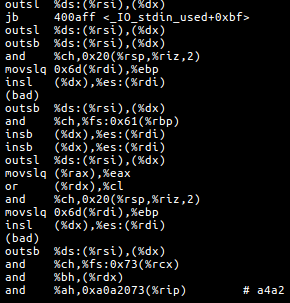 outsl %ds:(%rsi),(%dx)
jb 400aff <_IO_stdin_used+0xbf>
outsl %ds:(%rsi),(%dx)
outsb %ds:(%rsi),(%dx)
and %ch,0x20(%rsp,%riz,2)
movslq 0x6d(%rdi),%ebp
insl (%dx),%es:(%rdi)
(bad)
outsb %ds:(%rsi),(%dx)
and %ch,%fs:0x61(%rbp)
insb (%dx),%es:(%rdi)
insb (%dx),%es:(%rdi)
outsl %ds:(%rsi),(%dx)
movslq (%rax),%eax
or (%rdx),%cl
and %ch,0x20(%rsp,%riz,2)
movslq 0x6d(%rdi),%ebp
insl (%dx),%es:(%rdi)
(bad)
outsb %ds:(%rsi),(%dx)
and %ch,%fs:0x73(%rcx)
and %bh,(%rdx)
and %ah,0xa0a2073(%rip) # a4a2